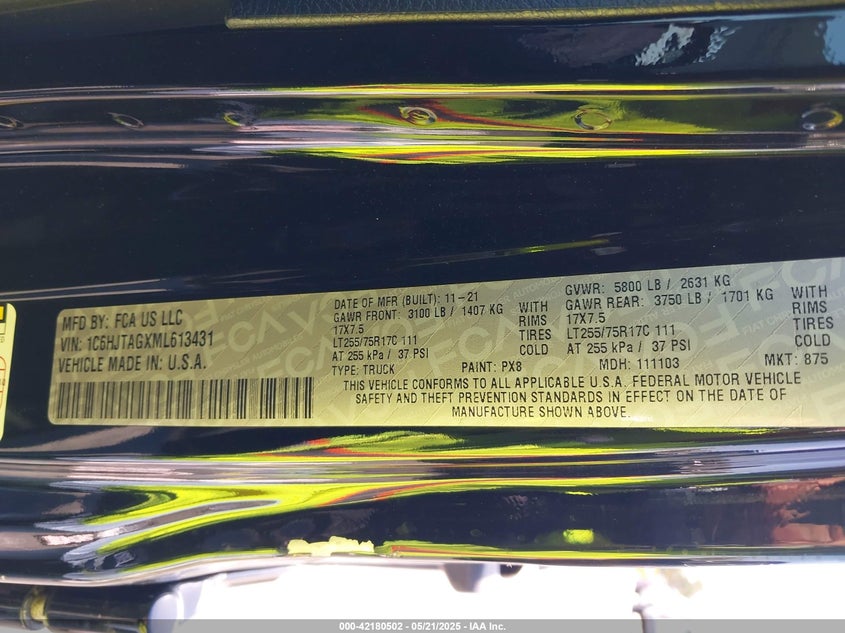 MFD BY: FCA US LLC
VIN: 1C6HJTAGXML613431
VEHICLE MADE IN U.S.A.
DATE OF MFR (BUILT): 11-21
GAWR FRONT: 3100 LB / 1407 KG WITH
17X7.5 RIMS
LT255/75R17C 111 TIRES
AT 255 kPa / 37 PSI COLD
TYPE: TRUCK PAINT: PX8
GVWR: 5800 LB / 2631 KG
GAWR REAR: 3750 LB / 1701 KG WITH
17X7.5 RIMS
LT255/75R17C 111 TIRES
AT 255 kPa / 37 PSI COLD
MDH: 111103 MKT: 875
THIS VEHICLE CONFORMS TO ALL APPLICABLE U.S.A. FEDERAL MOTOR VEHICLE
SAFETY AND THEFT PREVENTION STANDARDS IN EFFECT ON THE DATE OF
MANUFACTURE SHOWN ABOVE.
000-42180502 - 05/21/2025 - IAA Inc.